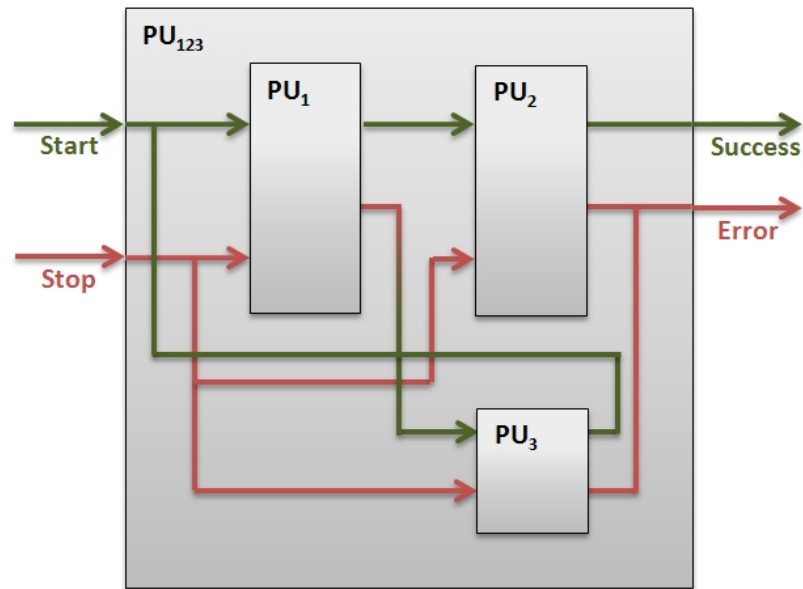 PU₁₂₃
PU₁
PU₂
Start
Success
Stop
Error
PU₃